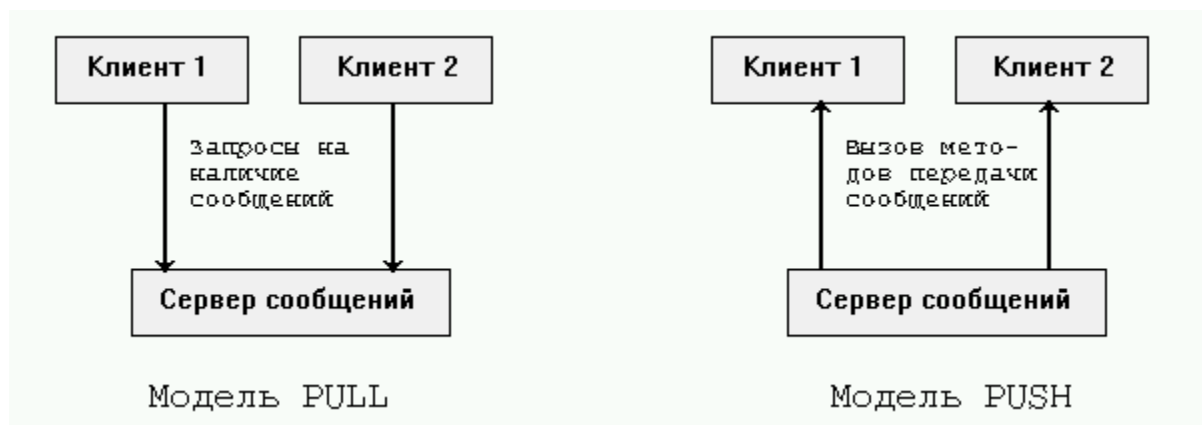 Клиент 1
Клиент 2
Запросы на
наличие
сообщений
Сервер сообщений
Модель PULL
Клиент 1
Клиент 2
Вызов мето-
дов передачи
сообщений
Сервер сообщений
Модель PUSH